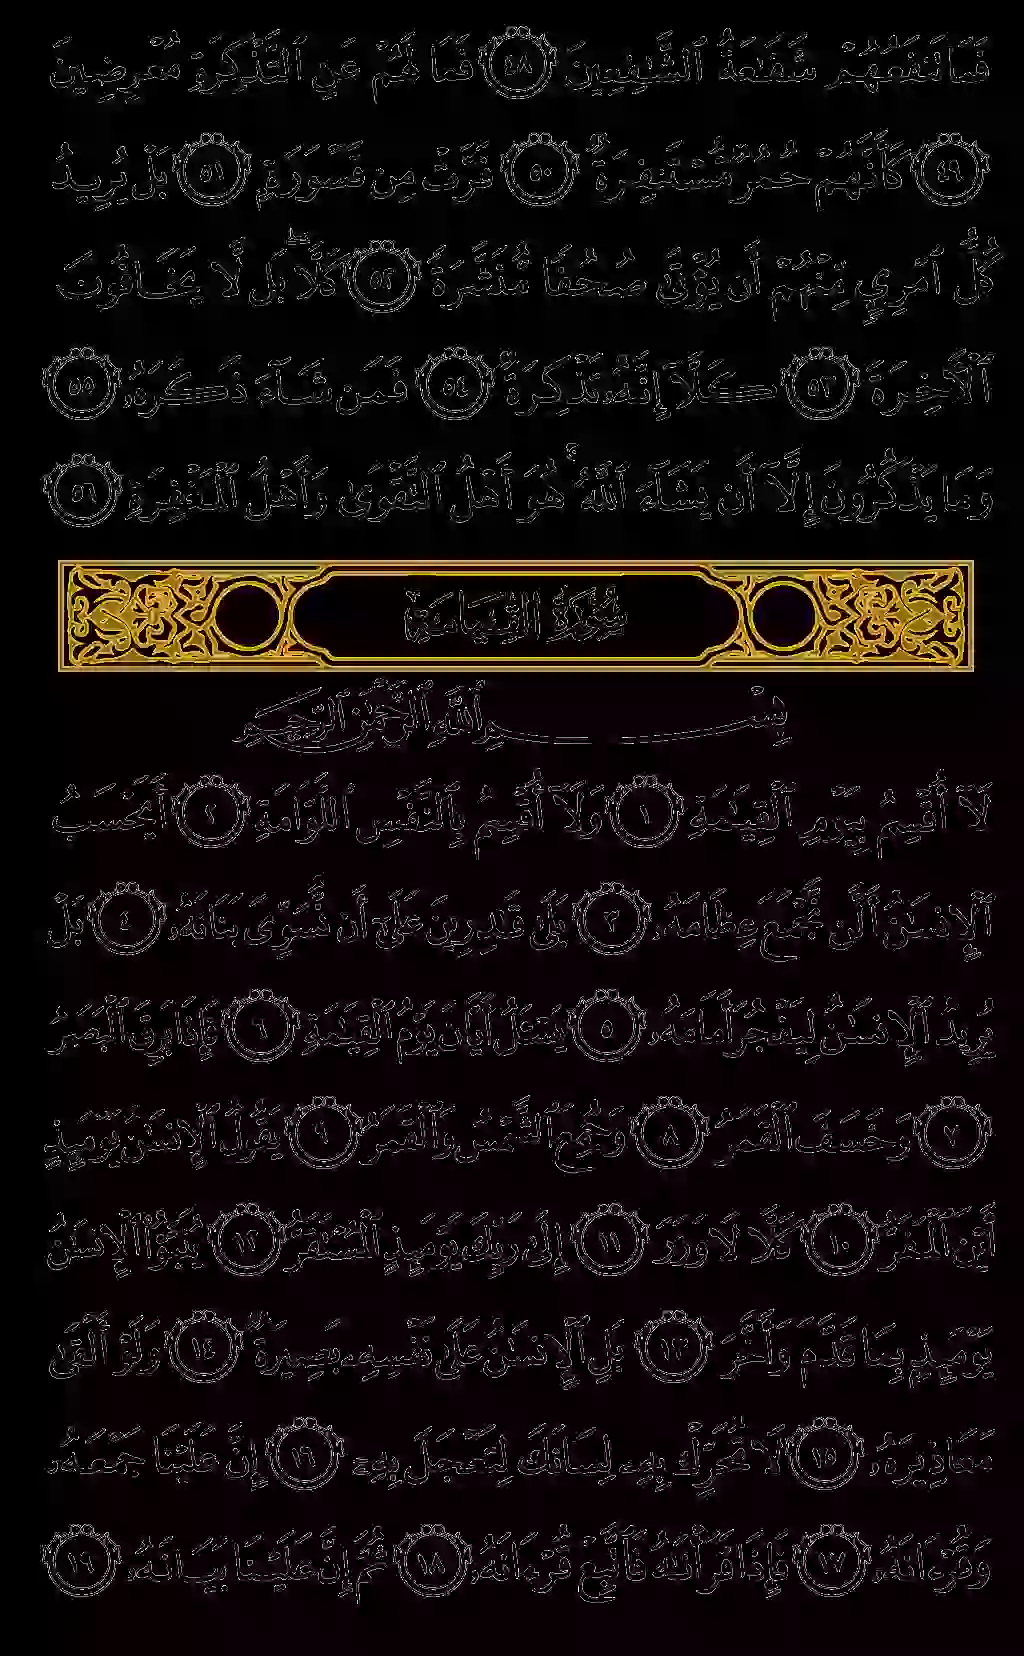 فَمَا تَنفَعُهُمْ شَفَٰعَةُ ٱلشَّٰفِعِينَ ٤٨ فَمَا لَهُمْ عَنِ ٱلتَّذْكِرَةِ مُعْرِضِينَ
٤٩ كَأَنَّهُمْ حُمُرٌ مُّسْتَنفِرَةٌ ٥٠ فَرَّتْ مِن قَسْوَرَةٍۭ ٥١ بَلْ يُرِيدُ
كُلُّ ٱمْرِئٍ مِّنْهُمْ أَن يُؤْتَىٰ صُحُفًا مُّنَشَّرَةً ٥٢ كَلَّا ۖ بَل لَّا يَخَافُونَ
ٱلْأَخِرَةَ ٥٣ كَلَّآ إِنَّهُۥ تَذْكِرَةٌ ٥٤ فَمَن شَآءَ ذَكَرَهُۥ ٥٥
وَمَا يَذْكُرُونَ إِلَّآ أَن يَشَآءَ ٱللَّهُ ۚ هُوَ أَهْلُ ٱلتَّقْوَىٰ وَأَهْلُ ٱلْمَغْفِرَةِ ٥٦
سُورَةُ القِيَامَةِ
بِسْمِ ٱللَّهِ ٱلرَّحْمَٰنِ ٱلرَّحِيمِ
لَآ أُقْسِمُ بِيَوْمِ ٱلْقِيَٰمَةِ ١ وَلَآ أُقْسِمُ بِٱلنَّفْسِ ٱللَّوَّامَةِ ٢ أَيَحْسَبُ
ٱلْإِنسَٰنُ أَلَّن نَّجْمَعَ عِظَامَهُۥ ٣ بَلَىٰ قَٰدِرِينَ عَلَىٰٓ أَن نُّسَوِّىَ بَنَانَهُۥ ٤ بَلْ
يُرِيدُ ٱلْإِنسَٰنُ لِيَفْجُرَ أَمَامَهُۥ ٥ يَسْـَٔلُ أَيَّانَ يَوْمُ ٱلْقِيَٰمَةِ ٦ فَإِذَا بَرِقَ ٱلْبَصَرُ
٧ وَخَسَفَ ٱلْقَمَرُ ٨ وَجُمِعَ ٱلشَّمْسُ وَٱلْقَمَرُ ٩ يَقُولُ ٱلْإِنسَٰنُ يَوْمَئِذٍ
أَيْنَ ٱلْمَفَرُّ ١٠ كَلَّا لَا وَزَرَ ١١ إِلَىٰ رَبِّكَ يَوْمَئِذٍ ٱلْمُسْتَقَرُّ ١٢ يُنَبَّؤُا۟ ٱلْإِنسَٰنُ
يَوْمَئِذٍۭ بِمَا قَدَّمَ وَأَخَّرَ ١٣ بَلِ ٱلْإِنسَٰنُ عَلَىٰ نَفْسِهِۦ بَصِيرَةٌ ١٤ وَلَوْ أَلْقَىٰ
مَعَاذِيرَهُۥ ١٥ لَا تُحَرِّكْ بِهِۦ لِسَانَكَ لِتَعْجَلَ بِهِۦٓ ١٦ إِنَّ عَلَيْنَا جَمْعَهُۥ
وَقُرْءَانَهُۥ ١٧ فَإِذَا قَرَأْنَٰهُ فَٱتَّبِعْ قُرْءَانَهُۥ ١٨ ثُمَّ إِنَّ عَلَيْنَا بَيَانَهُۥ ١٩